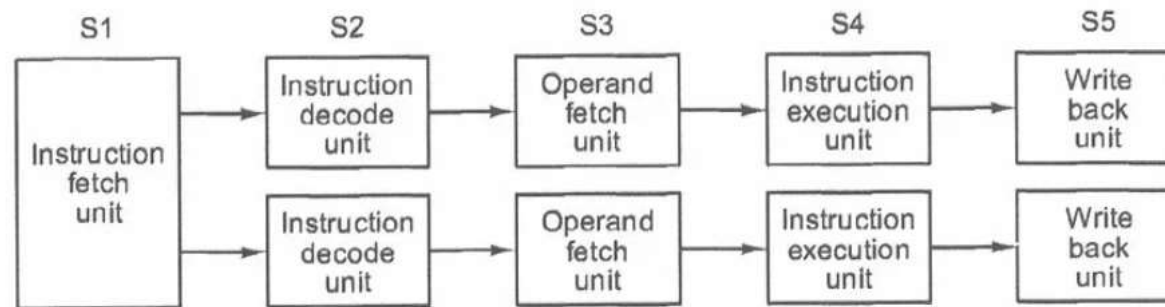 S1 S2 S3 S4 S5
Instruction
fetch
unit
Instruction
decode
unit
Operand
fetch
unit
Instruction
execution
unit
Write
back
unit
Instruction
decode
unit
Operand
fetch
unit
Instruction
execution
unit
Write
back
unit